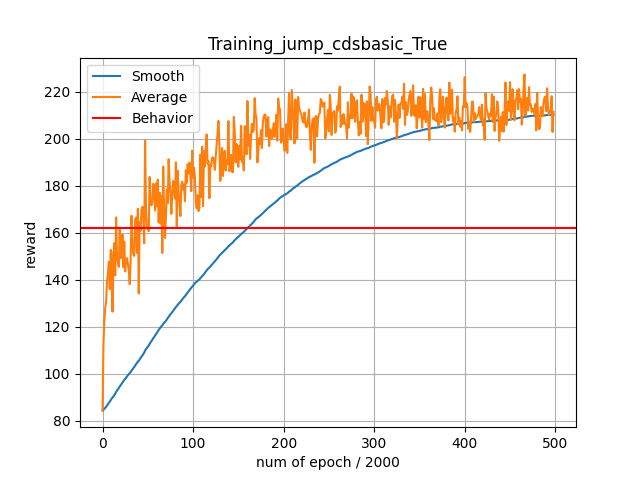 Training_jump_cdsbasic_True
Smooth
Average
Behavior
reward
220
200
180
160
140
120
100
80
0 100 200 300 400 500
num of epoch / 2000